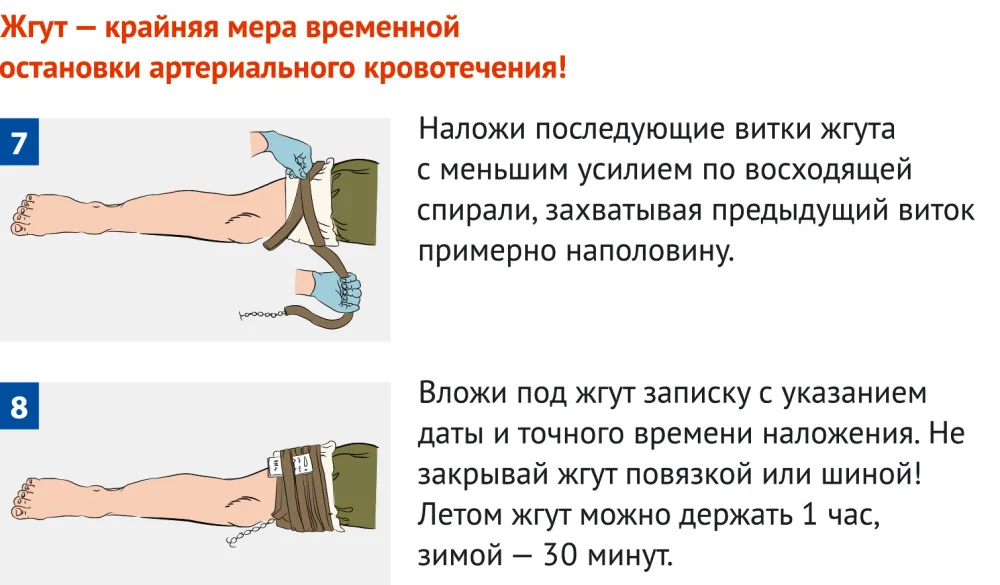 Жгут — крайняя мера временной
остановки артериального кровотечения!
7
Наложи последующие витки жгута
с меньшим усилием по восходящей
спирали, захватывая предыдущий виток
примерно наполовину.
8
Вложи под жгут записку с указанием
даты и точного времени наложения. Не
закрывай жгут повязкой или шиной!
Летом жгут можно держать 1 час,
зимой — 30 минут.